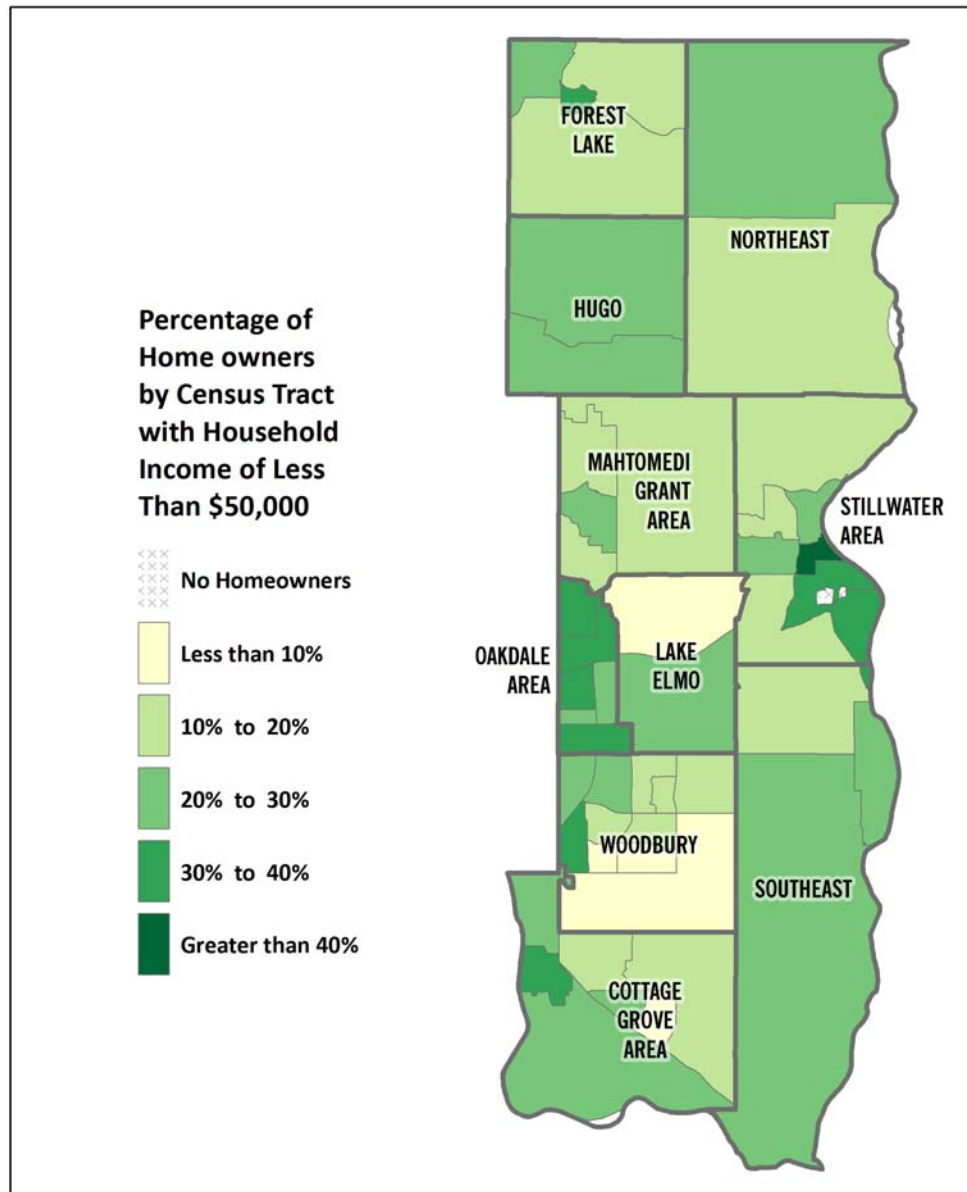 FOREST
LAKE
NORTHEAST
HUGO
Percentage of
Home owners
by Census Tract
with Household
Income of Less
Than $50,000
No Homeowners
Less than 10%
10% to 20%
20% to 30%
30% to 40%
Greater than 40%
MAHTOMEDI
GRANT
AREA
STILLWATER
AREA
OAKDALE
AREA
LAKE
ELMO
WOODBURY
SOUTHEAST
COTTAGE
GROVE
AREA